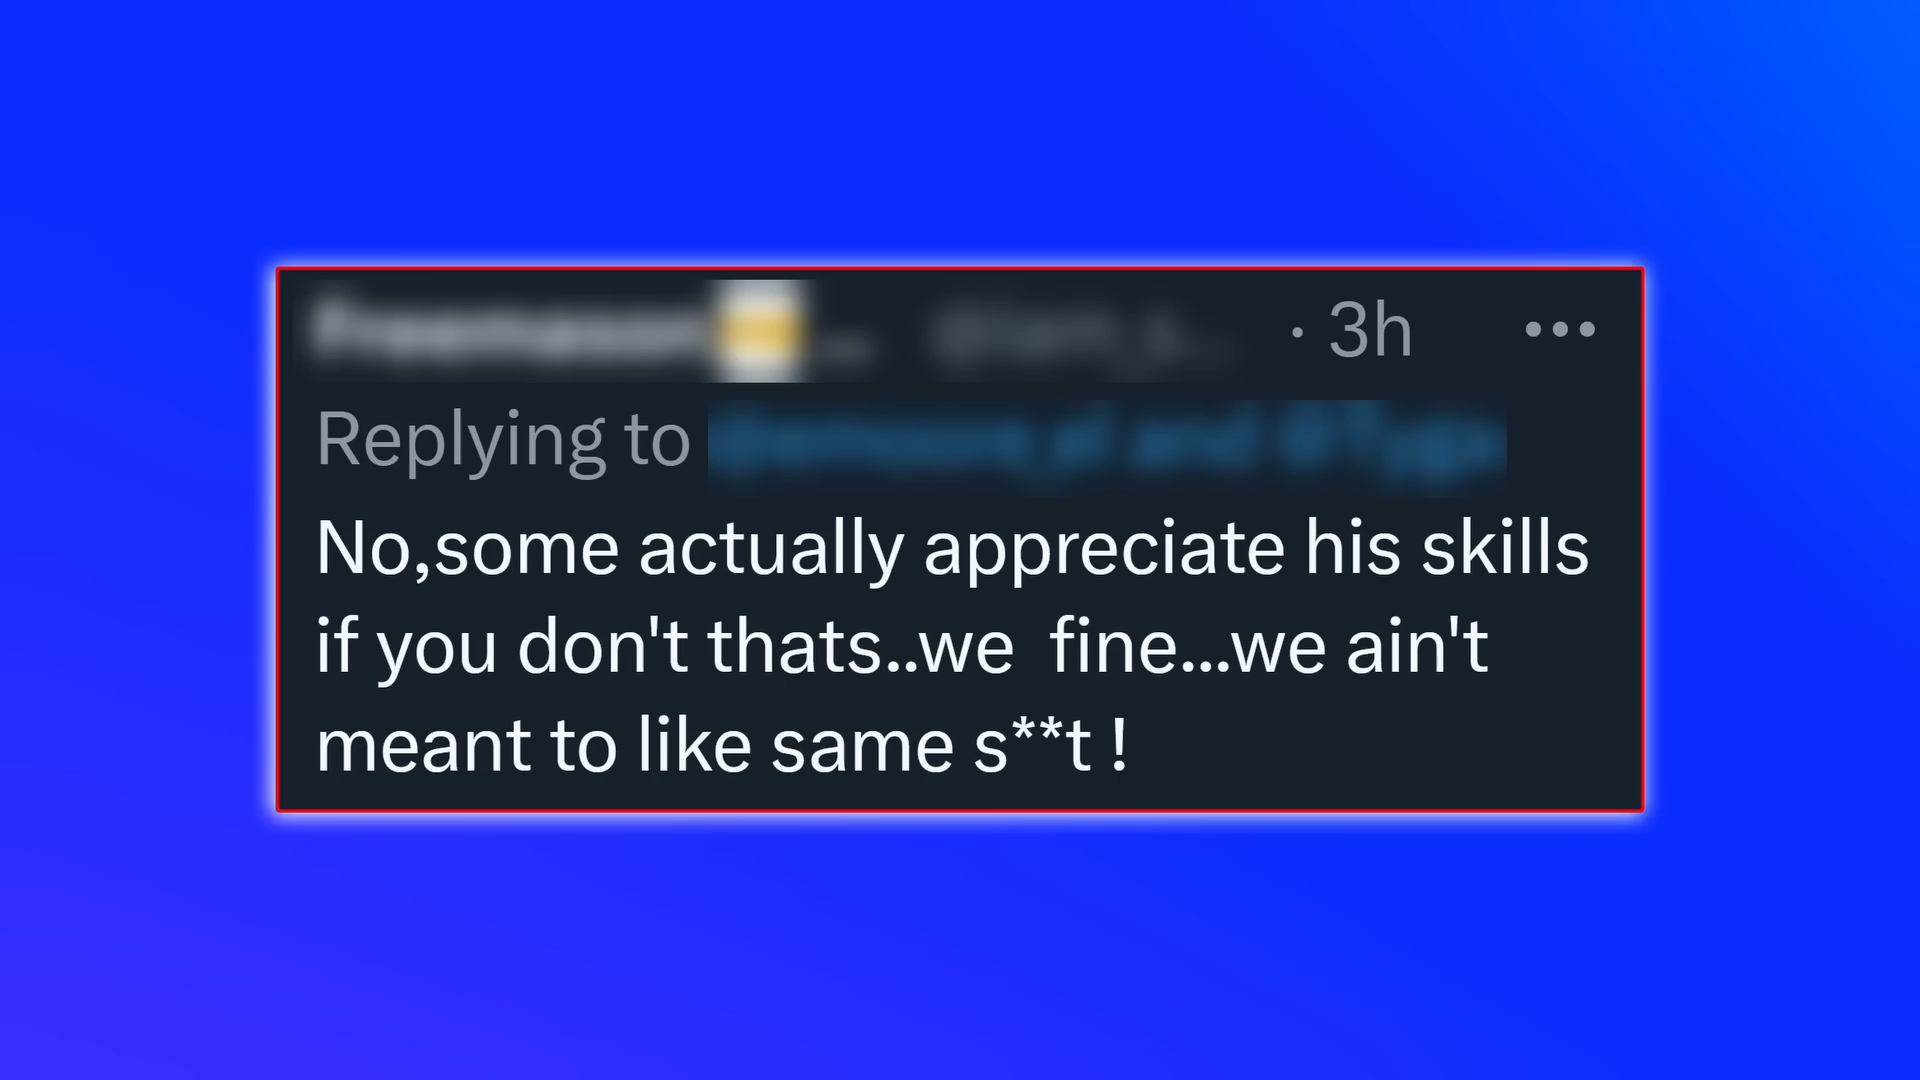 · 3h
Replying to
No,some actually appreciate his skills
if you don't thats..we  fine...we ain't
meant to like same s**t !